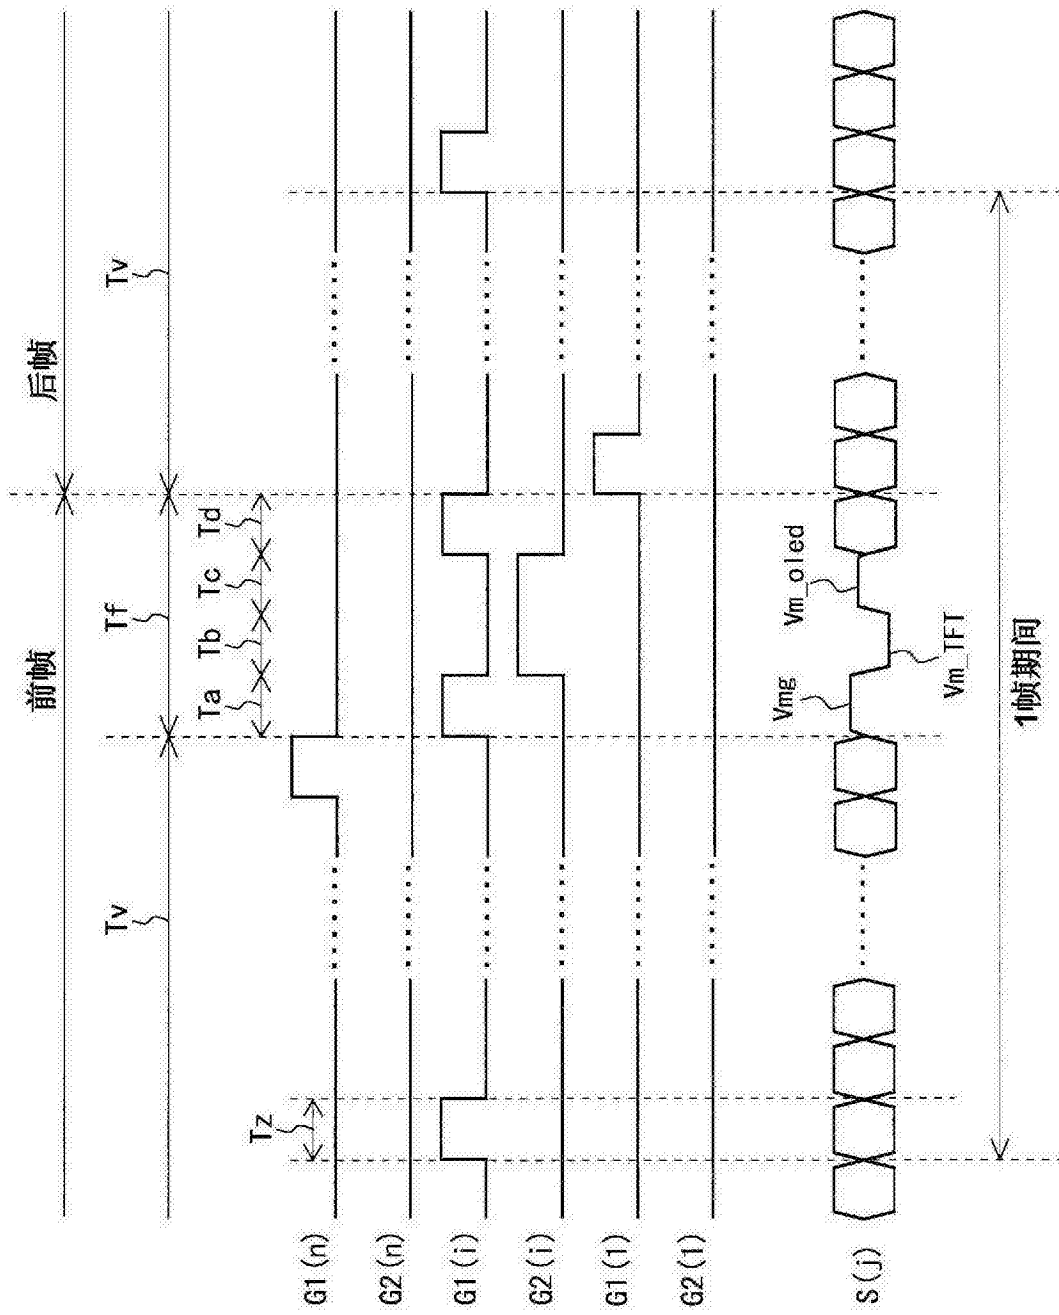 前帧
后帧
Tv
Tf
Tv
Ta
Tb
Tc
Td
Tz
G1(n)
G2(n)
G1(i)
G2(i)
G1(1)
G2(1)
S(j)
Vmg
Vm_TFT
Vm_oled
1帧期间